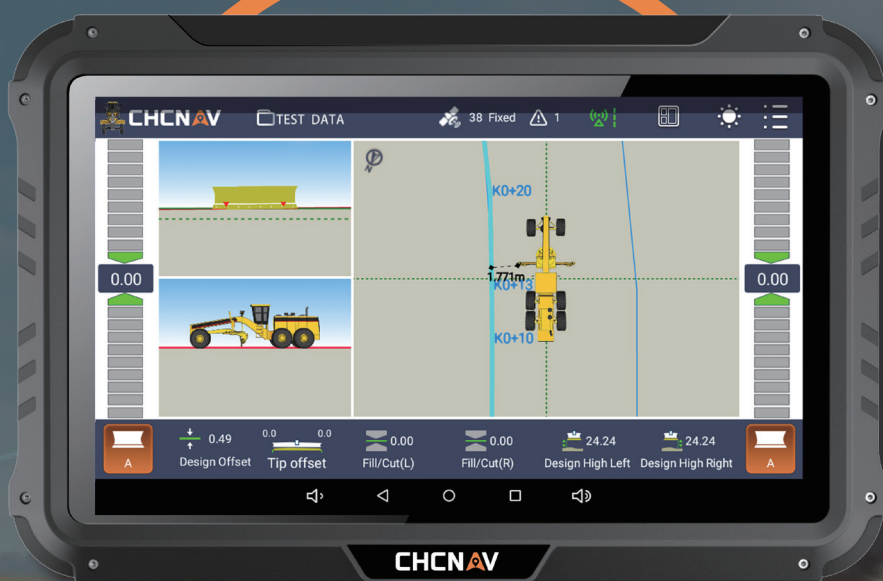 CHCNAV
TEST DATA
38 Fixed
1
N
K0+20
1.771m
K0+13
K0+10
0.00
0.00
A
0.49
Design Offset
0.0
0.0
Tip offset
0.00
Fill/Cut(L)
0.00
Fill/Cut(R)
24.24
Design High Left
24.24
Design High Right
A
CHCNAV